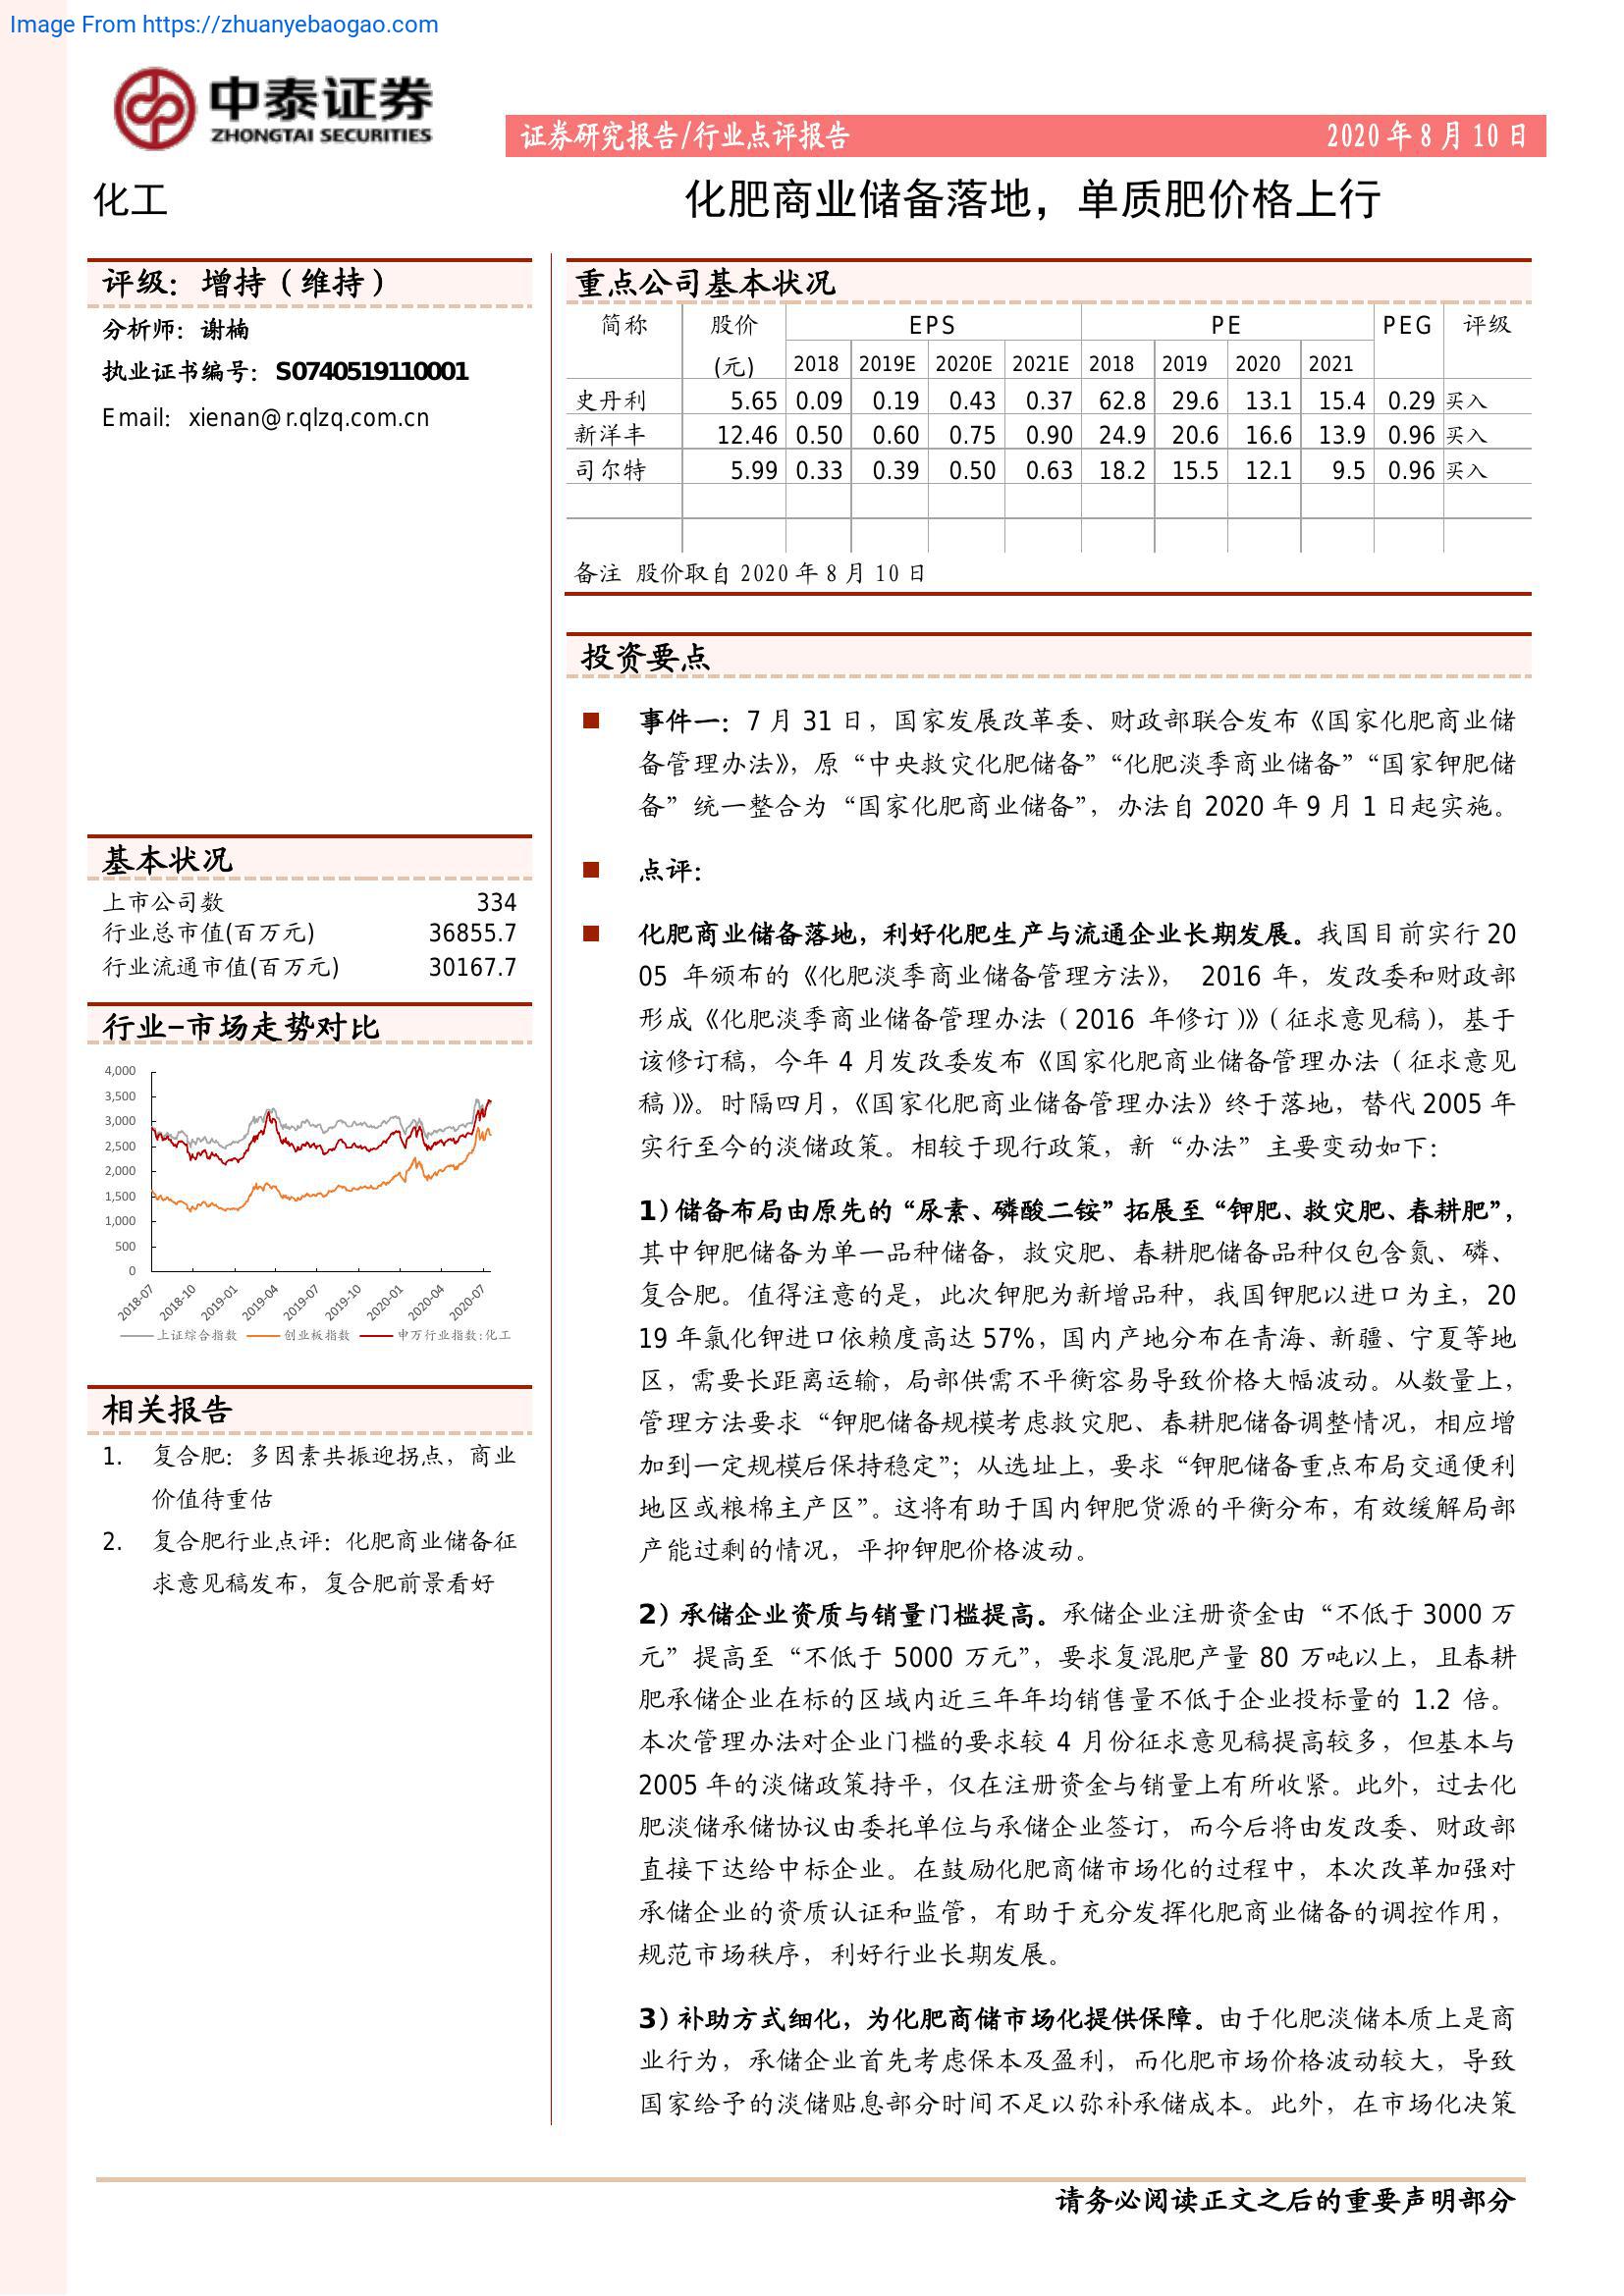 Image From https://zhuanyebaogao.com
中泰证券
ZHONGTAI SECURITIES
证券研究报告/行业点评报告 2020 年 8 月 10 日
化工 化肥商业储备落地，单质肥价格上行
评级：增持（维持）
分析师：谢楠
执业证书编号：S0740519110001
Email：xienan@r.qlzq.com.cn
基本状况
上市公司数 334
行业总市值(百万元) 36855.7
行业流通市值(百万元) 30167.7
行业-市场走势对比
4,000
3,500
3,000
2,500
2,000
1,500
1,000
500
0
2018-07 2018-10 2019-01 2019-04 2019-07 2019-10 2020-01 2020-04 2020-07
上证综合指数 创业板指数 申万行业指数:化工
相关报告
1. 复合肥：多因素共振迎拐点，商业
价值待重估
2. 复合肥行业点评：化肥商业储备征
求意见稿发布，复合肥前景看好
重点公司基本状况
简称 股价 EPS PE PEG 评级
(元) 2018 2019E 2020E 2021E 2018 2019 2020 2021
史丹利 5.65 0.09 0.19 0.43 0.37 62.8 29.6 13.1 15.4 0.29 买入
新洋丰 12.46 0.50 0.60 0.75 0.90 24.9 20.6 16.6 13.9 0.96 买入
司尔特 5.99 0.33 0.39 0.50 0.63 18.2 15.5 12.1 9.5 0.96 买入
备注 股价取自 2020 年 8 月 10 日
投资要点
■ 事件一：7 月 31 日，国家发展改革委、财政部联合发布《国家化肥商业储
备管理办法》，原“中央救灾化肥储备”“化肥淡季商业储备”“国家钾肥储
备”统一整合为“国家化肥商业储备”，办法自 2020 年 9 月 1 日起实施。
■ 点评：
■ 化肥商业储备落地，利好化肥生产与流通企业长期发展。我国目前实行 20
05 年颁布的《化肥淡季商业储备管理方法》， 2016 年，发改委和财政部
形成《化肥淡季商业储备管理办法（2016 年修订）》（征求意见稿），基于
该修订稿，今年 4 月发改委发布《国家化肥商业储备管理办法（征求意见
稿）》。时隔四月，《国家化肥商业储备管理办法》终于落地，替代 2005 年
实行至今的淡储政策。相较于现行政策，新“办法”主要变动如下：
1）储备布局由原先的“尿素、磷酸二铵”拓展至“钾肥、救灾肥、春耕肥”，
其中钾肥储备为单一品种储备，救灾肥、春耕肥储备品种仅包含氮、磷、
复合肥。值得注意的是，此次钾肥为新增品种，我国钾肥以进口为主，20
19 年氯化钾进口依赖度高达 57%，国内产地分布在青海、新疆、宁夏等地
区，需要长距离运输，局部供需不平衡容易导致价格大幅波动。从数量上，
管理方法要求“钾肥储备规模考虑救灾肥、春耕肥储备调整情况，相应增
加到一定规模后保持稳定”；从选址上，要求“钾肥储备重点布局交通便利
地区或粮棉主产区”。这将有助于国内钾肥货源的平衡分布，有效缓解局部
产能过剩的情况，平抑钾肥价格波动。
2）承储企业资质与销量门槛提高。承储企业注册资金由“不低于 3000 万
元”提高至“不低于 5000 万元”，要求复混肥产量 80 万吨以上，且春耕
肥承储企业在标的区域内近三年年均销售量不低于企业投标量的 1.2 倍。
本次管理办法对企业门槛的要求较 4 月份征求意见稿提高较多，但基本与
2005 年的淡储政策持平，仅在注册资金与销量上有所收紧。此外，过去化
肥淡储承储协议由委托单位与承储企业签订，而今后将由发改委、财政部
直接下达给中标企业。在鼓励化肥商储市场化的过程中，本次改革加强对
承储企业的资质认证和监管，有助于充分发挥化肥商业储备的调控作用，
规范市场秩序，利好行业长期发展。
3）补助方式细化，为化肥商储市场化提供保障。由于化肥淡储本质上是商
业行为，承储企业首先考虑保本及盈利，而化肥市场价格波动较大，导致
国家给予的淡储贴息部分时间不足以弥补承储成本。此外，在市场化决策
请务必阅读正文之后的重要声明部分